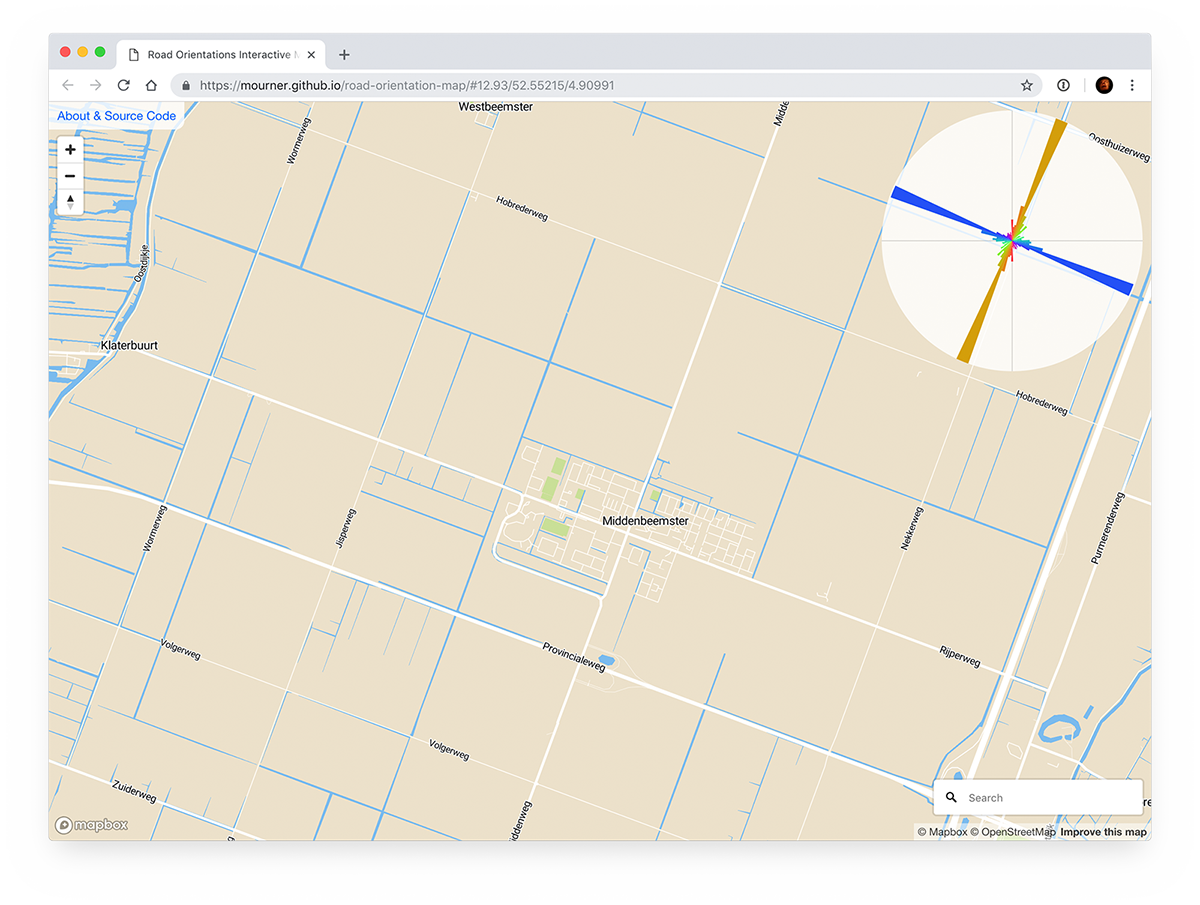 Road Orientations Interactive M
https://mourner.github.io/road-orientation-map/#12.93/52.55215/4.90991
About & Source Code
Westbeemster
Wormerweg
Midde
Oosthuizerweg
Hobrederweg
Oostdijkje
Klaterbuurt
Hobrederweg
Wormerweg
Jisperweg
Middenbeemster
Nekkerweg
Purmerenderweg
Volgerweg
Provincialeweg
Rijperweg
Volgerweg
Zuiderweg
iddenweg
Search
mapbox
© Mapbox © OpenStreetMap Improve this map